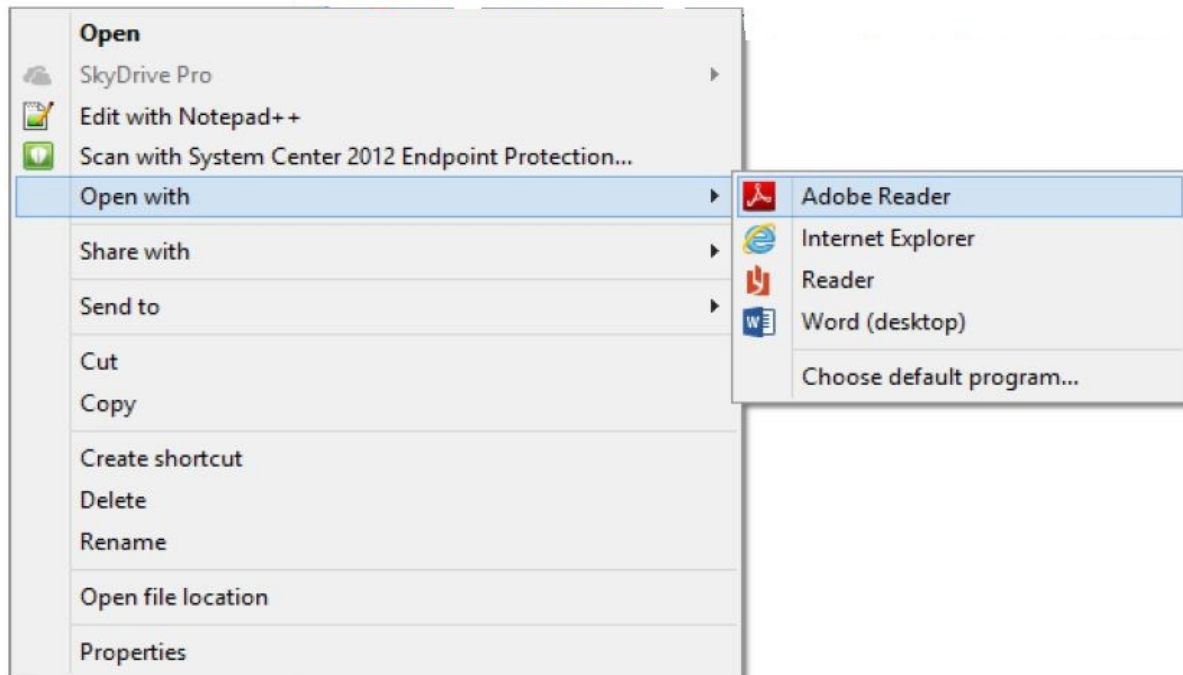 Open
SkyDrive Pro
Edit with Notepad++
Scan with System Center 2012 Endpoint Protection...
Open with
Share with
Send to
Cut
Copy
Create shortcut
Delete
Rename
Open file location
Properties
Adobe Reader
Internet Explorer
Reader
Word (desktop)
Choose default program...